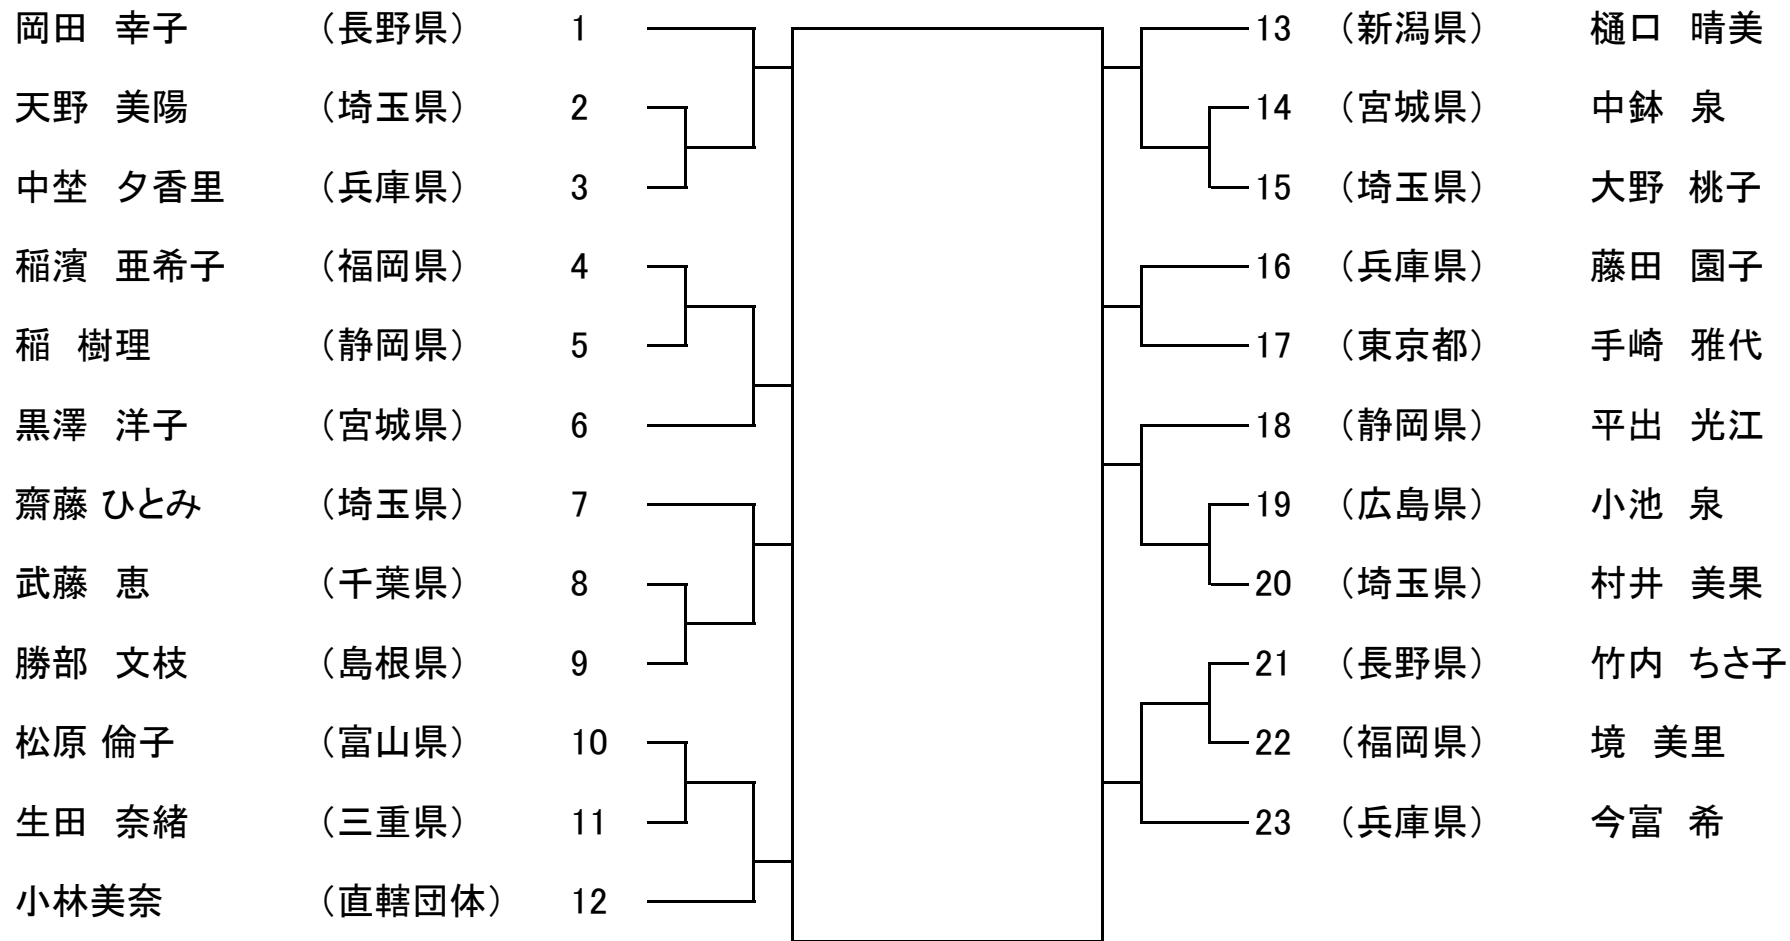 岡田　幸子　（長野県）　1
天野　美陽　（埼玉県）　2
中埜　夕香里　（兵庫県）　3
稲濱　亜希子　（福岡県）　4
稲　樹理　（静岡県）　5
黒澤　洋子　（宮城県）　6
齋藤 ひとみ　（埼玉県）　7
武藤　恵　（千葉県）　8
勝部　文枝　（島根県）　9
松原 倫子　（富山県）　10
生田　奈緒　（三重県）　11
小林美奈　（直轄団体）　12
13　（新潟県）　樋口　晴美
14　（宮城県）　中鉢　泉
15　（埼玉県）　大野　桃子
16　（兵庫県）　藤田　園子
17　（東京都）　手崎　雅代
18　（静岡県）　平出　光江
19　（広島県）　小池　泉
20　（埼玉県）　村井　美果
21　（長野県）　竹内　ちさ子
22　（福岡県）　境　美里
23　（兵庫県）　今富　希